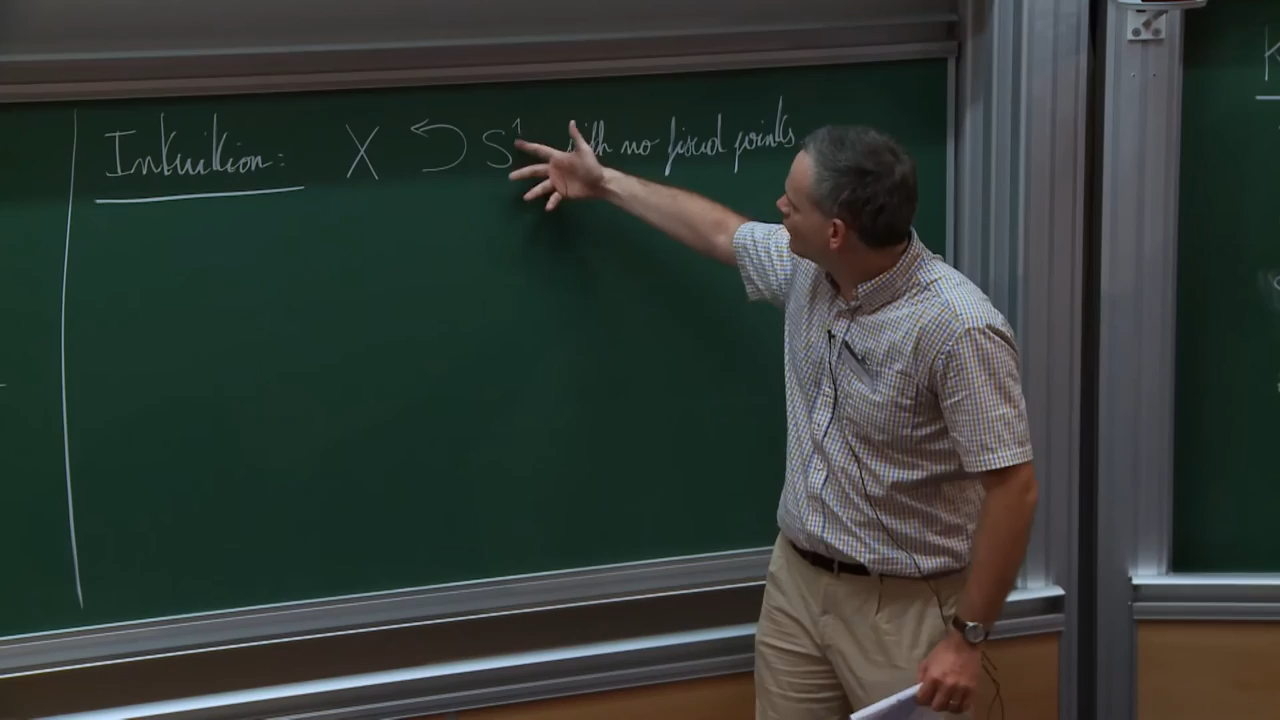 Intuition: X ↶ S¹ with no fixed points
K